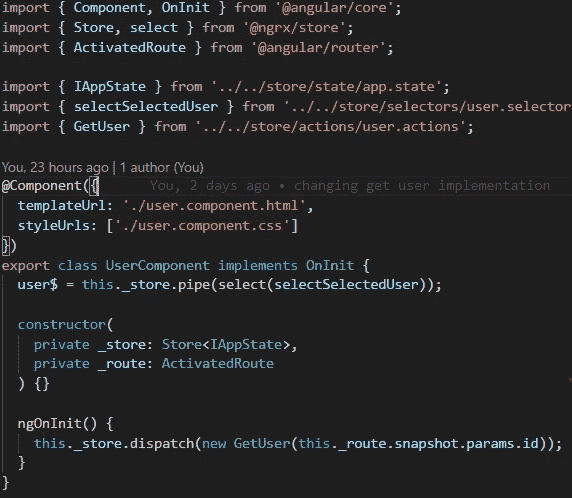 import { Component, OnInit } from '@angular/core';
import { Store, select } from '@ngrx/store';
import { ActivatedRoute } from '@angular/router';
import { IAppState } from '../../store/state/app.state';
import { selectSelectedUser } from '../../store/selectors/user.selector
import { GetUser } from '../../store/actions/user.actions';
You, 23 hours ago | 1 author (You)
@Component({ You, 2 days ago • changing get user implementation
templateUrl: './user.component.html',
styleUrls: ['./user.component.css']
})
export class UserComponent implements OnInit {
user$ = this._store.pipe(select(selectSelectedUser));
constructor(
private _store: Store<IAppState>,
private _route: ActivatedRoute
) {}
ngOnInit() {
this._store.dispatch(new GetUser(this._route.snapshot.params.id));
}
}